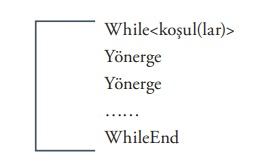 While<koşul(lar)>
Yönerge
Yönerge
……
WhileEnd